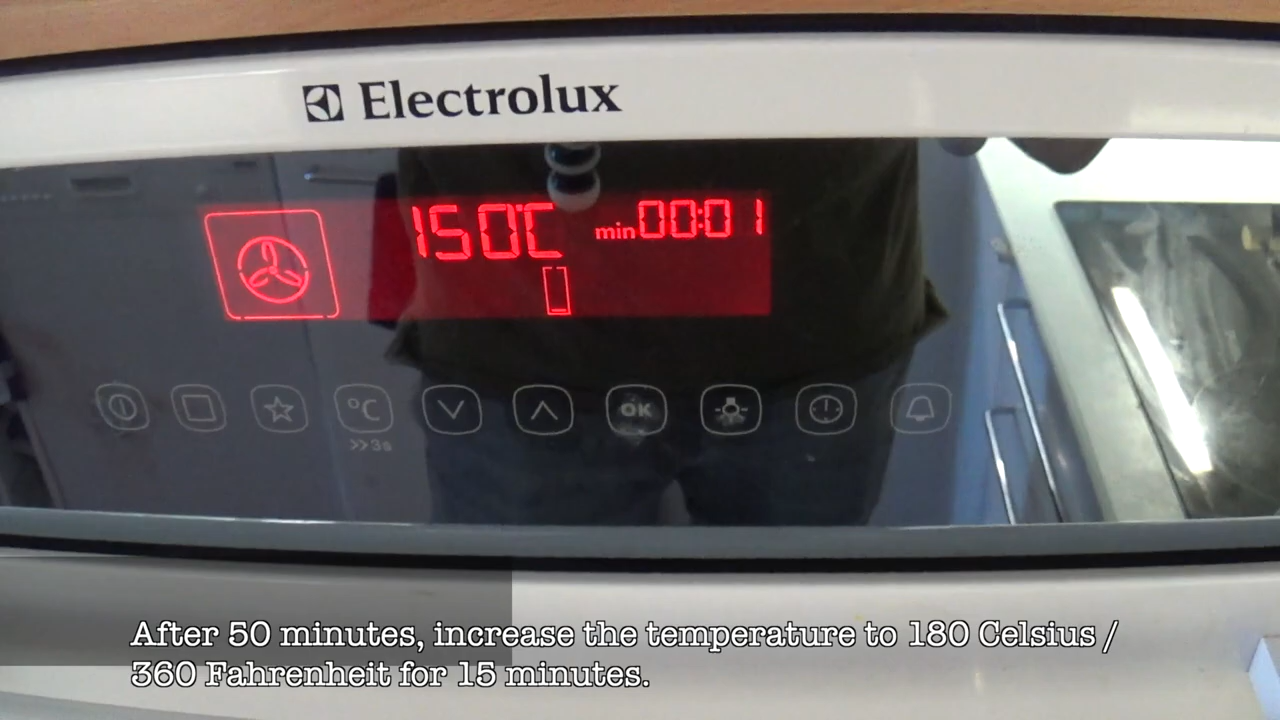 Electrolux
150°C min 00:01
°C OK
>>3s
After 50 minutes, increase the temperature to 180 Celsius /
360 Fahrenheit for 15 minutes.